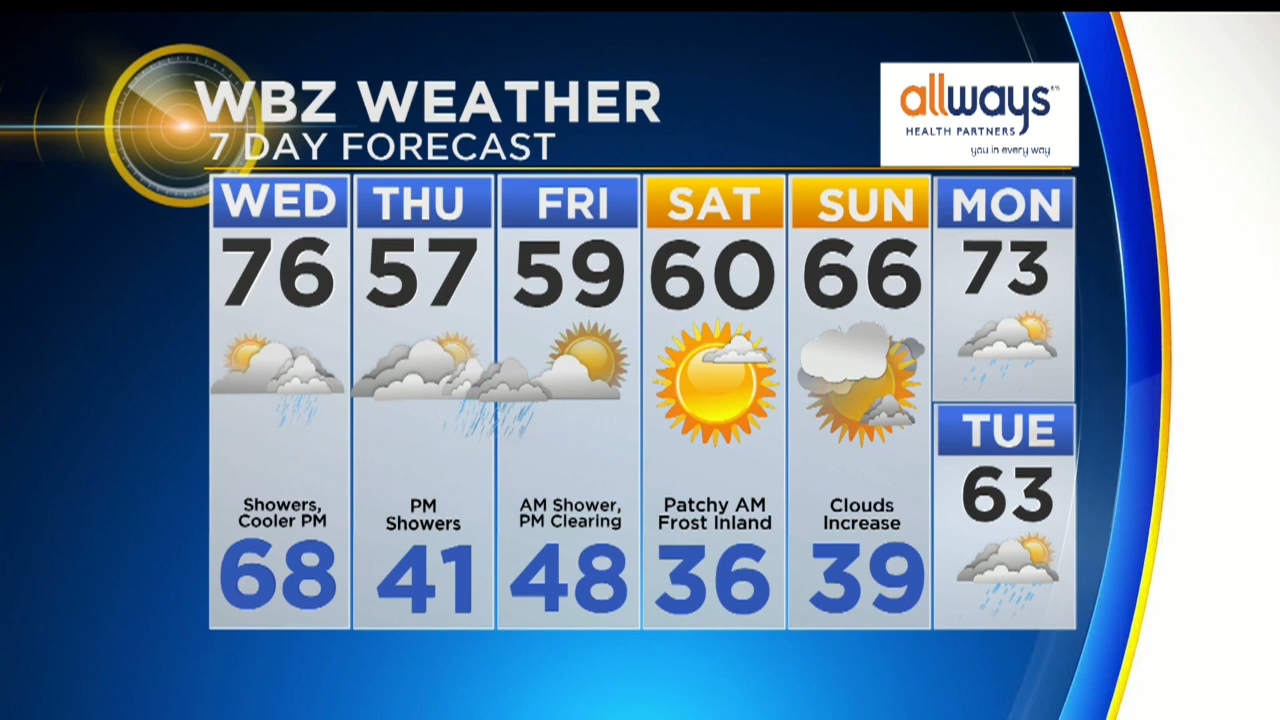 WBZ WEATHER
7 DAY FORECAST
allways
HEALTH PARTNERS
you in every way
WED
76
Showers,
Cooler PM
68
THU
57
PM
Showers
41
FRI
59
AM Shower,
PM Clearing
48
SAT
60
Patchy AM
Frost Inland
36
SUN
66
Clouds
Increase
39
MON
73
TUE
63